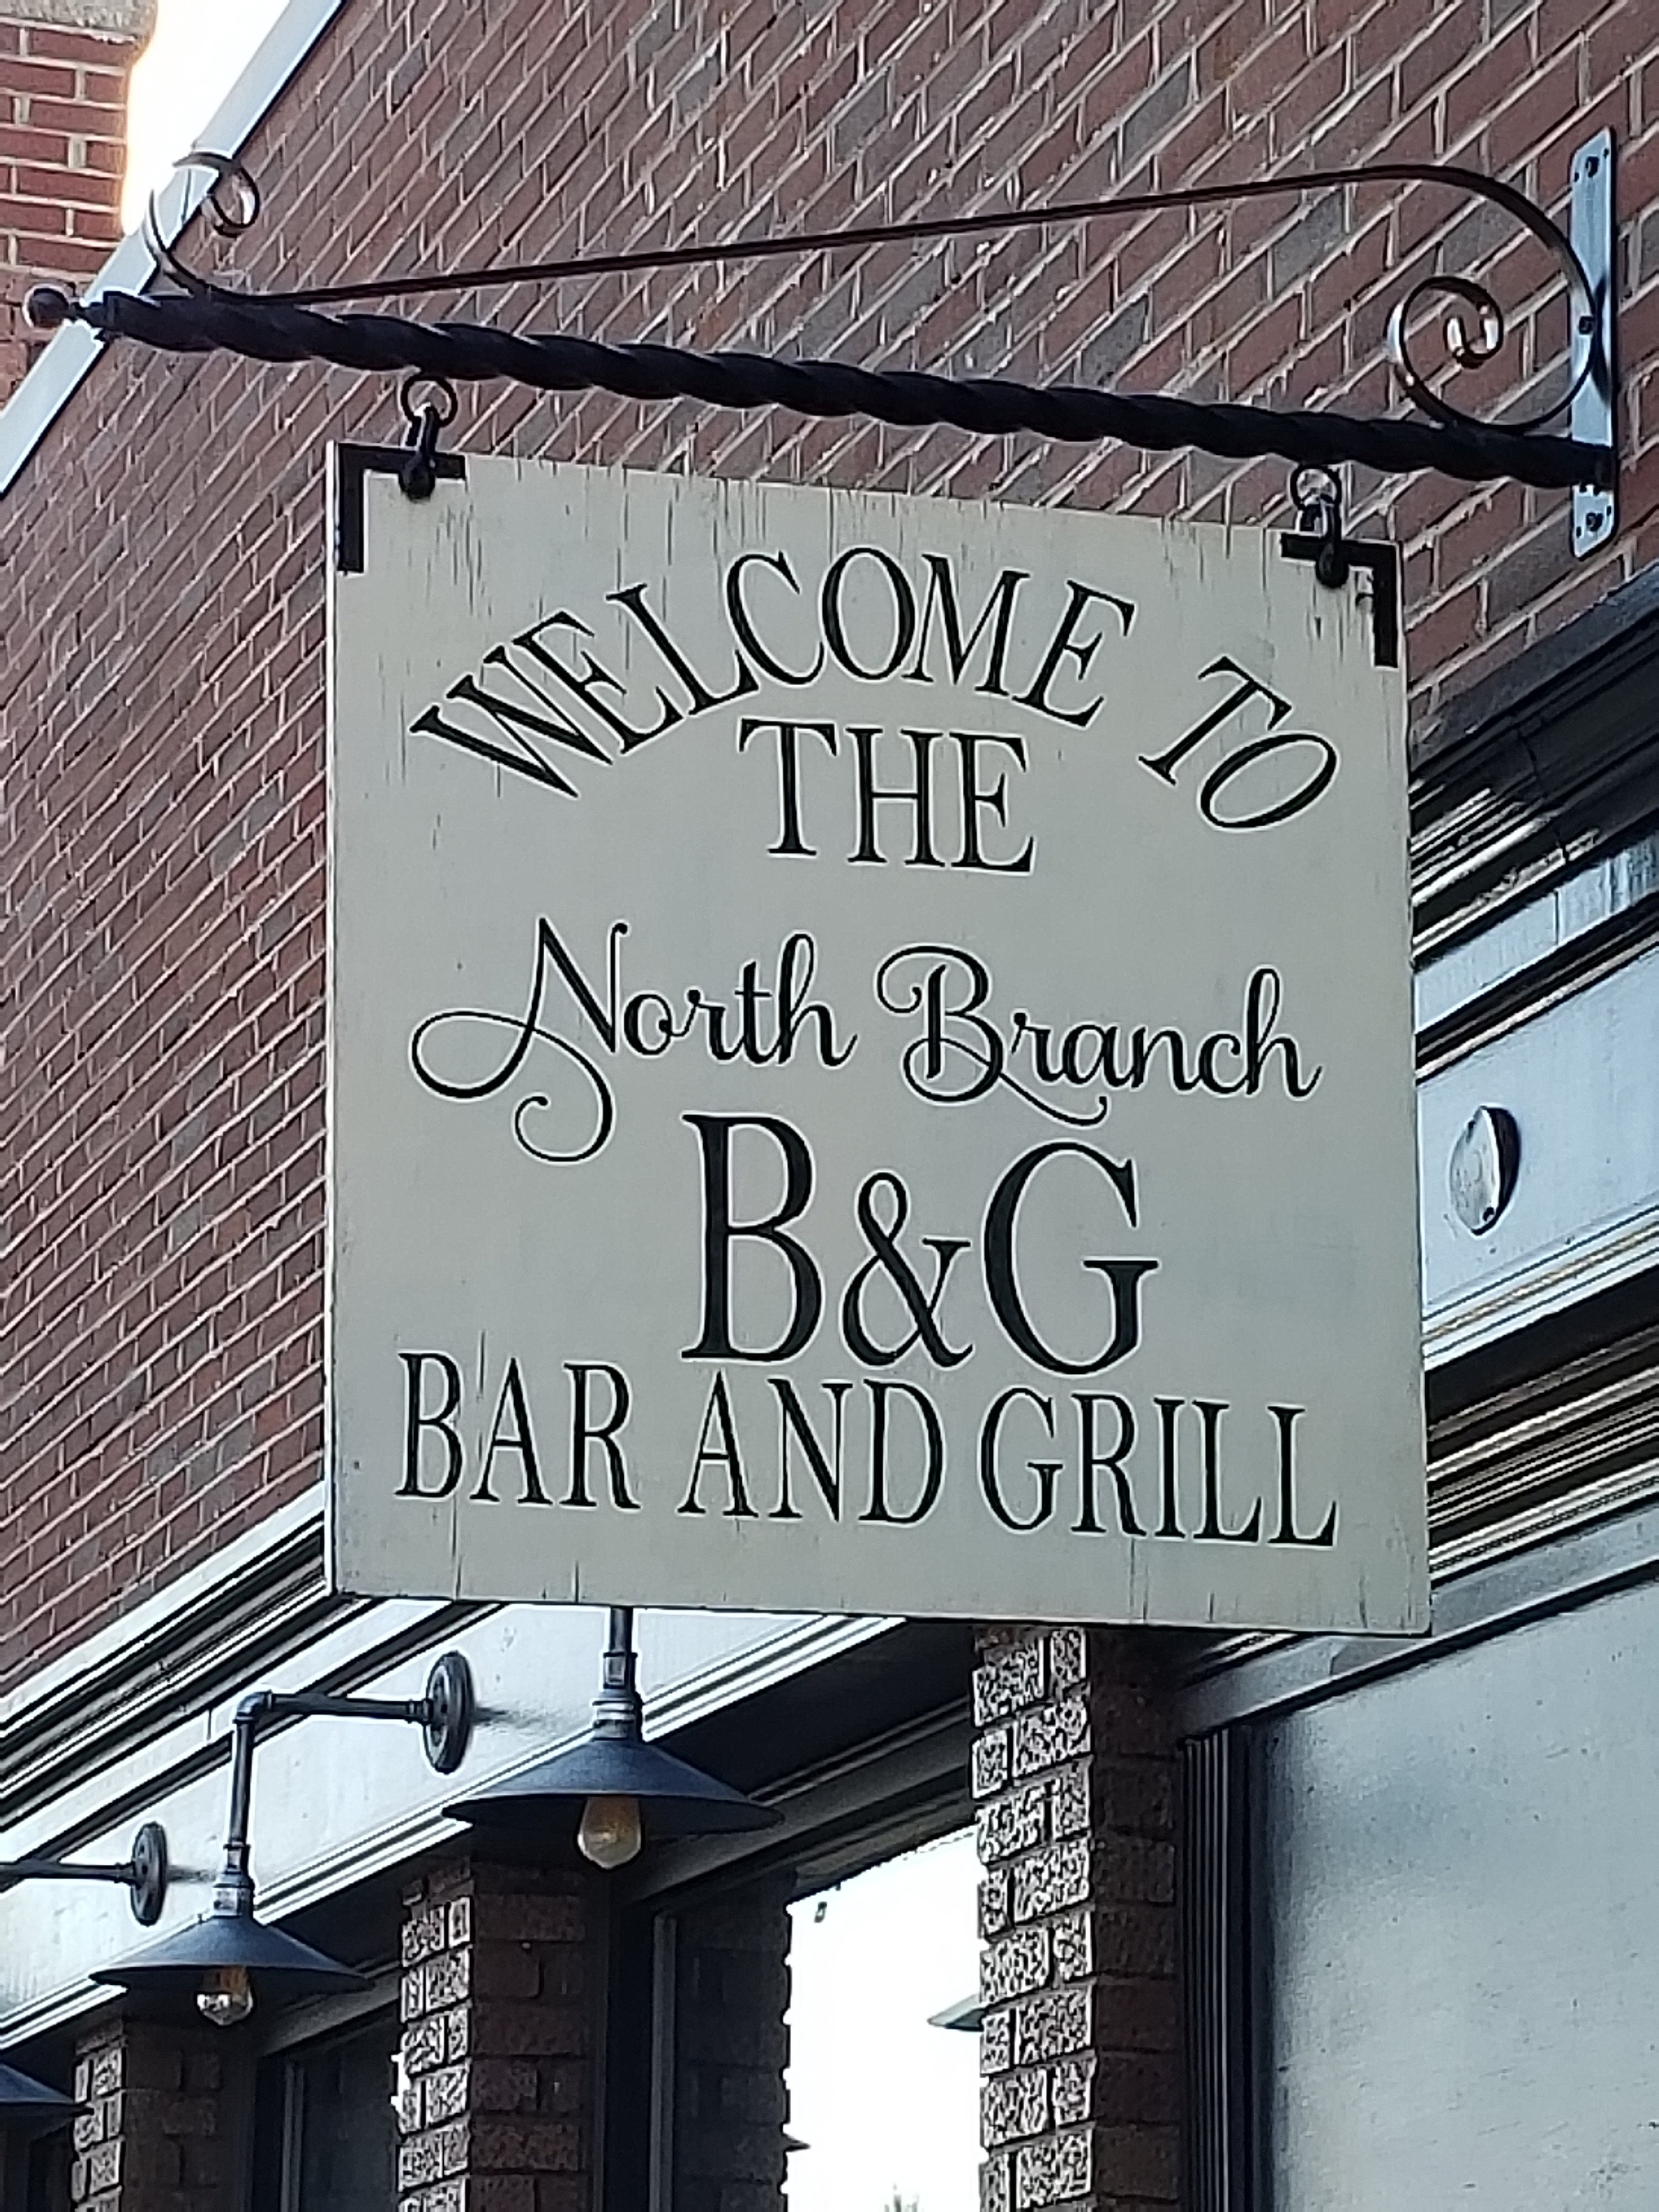 WELCOME TO
THE
North Branch
B&G
BAR AND GRILL